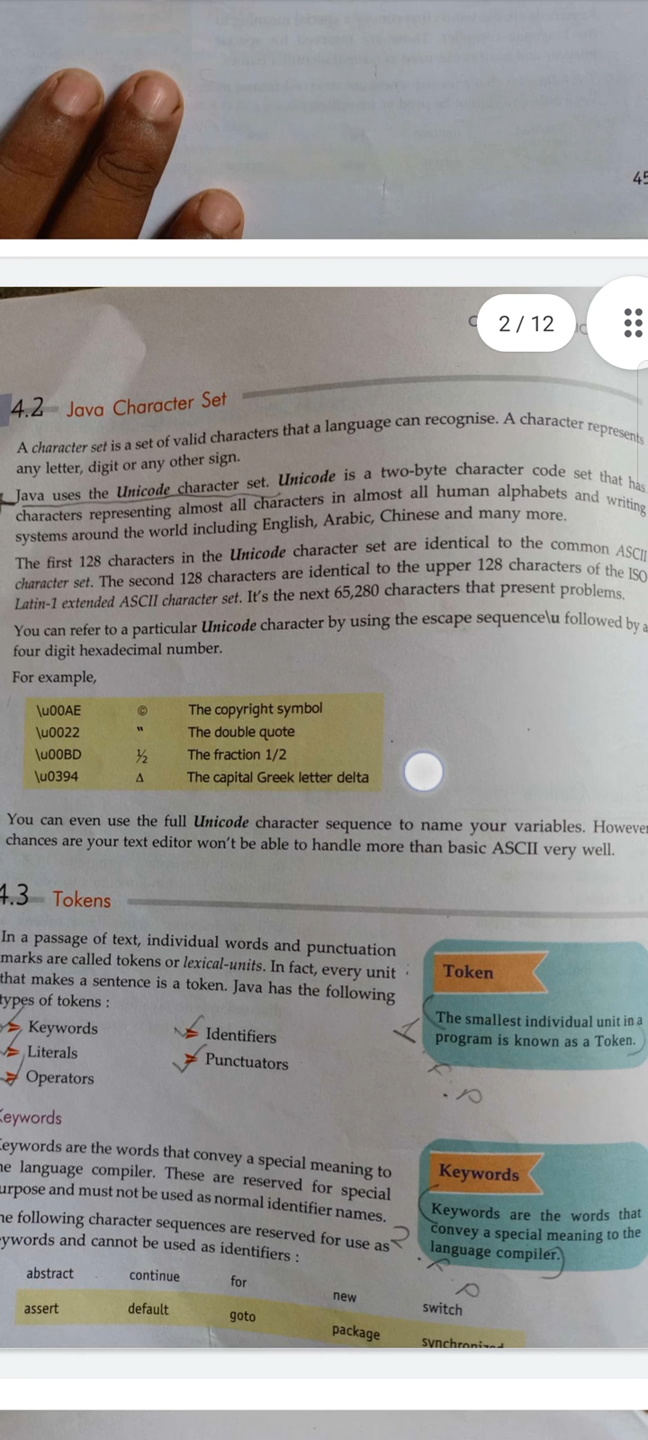 45
2 / 12
4.2 Java Character Set
A character set is a set of valid characters that a language can recognise. A character represents
any letter, digit or any other sign.
Java uses the Unicode character set. Unicode is a two-byte character code set that has
characters representing almost all characters in almost all human alphabets and writing
systems around the world including English, Arabic, Chinese and many more.
The first 128 characters in the Unicode character set are identical to the common ASCII
character set. The second 128 characters are identical to the upper 128 characters of the ISO
Latin-1 extended ASCII character set. It's the next 65,280 characters that present problems.
You can refer to a particular Unicode character by using the escape sequence\u followed by a
four digit hexadecimal number.
For example,
\u00AE © The copyright symbol
\u0022 " The double quote
\u00BD ½ The fraction 1/2
\u0394 Δ The capital Greek letter delta
You can even use the full Unicode character sequence to name your variables. However
chances are your text editor won't be able to handle more than basic ASCII very well.
4.3 Tokens
In a passage of text, individual words and punctuation
marks are called tokens or lexical-units. In fact, every unit
that makes a sentence is a token. Java has the following
types of tokens :
Keywords Identifiers
Literals Punctuators
Operators
Token
The smallest individual unit in a
program is known as a Token.
Keywords
Keywords are the words that convey a special meaning to
the language compiler. These are reserved for special
purpose and must not be used as normal identifier names.
The following character sequences are reserved for use as
keywords and cannot be used as identifiers :
Keywords
Keywords are the words that
convey a special meaning to the
language compiler.
abstract continue for new switch
assert default goto package synchronized